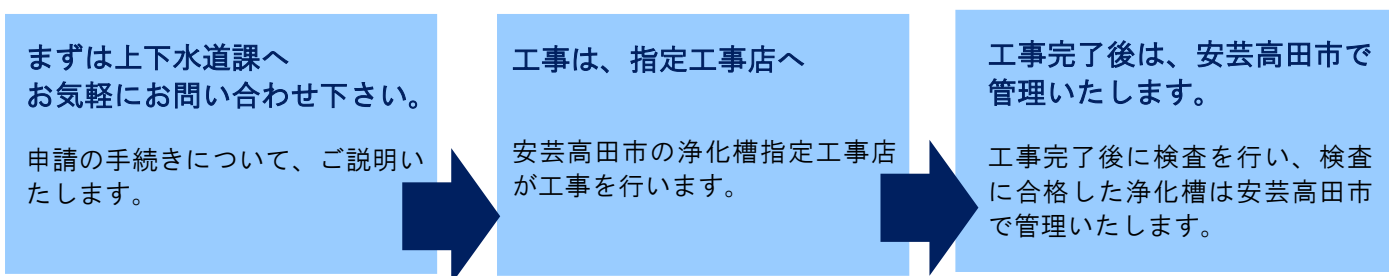 まずは上下水道課へ
お気軽にお問い合わせ下さい。
申請の手続きについて、ご説明い
たします。
工事は、指定工事店へ
安芸高田市の浄化槽指定工事店
が工事を行います。
工事完了後は、安芸高田市で
管理いたします。
工事完了後に検査を行い、検査
に合格した浄化槽は安芸高田市
で管理いたします。